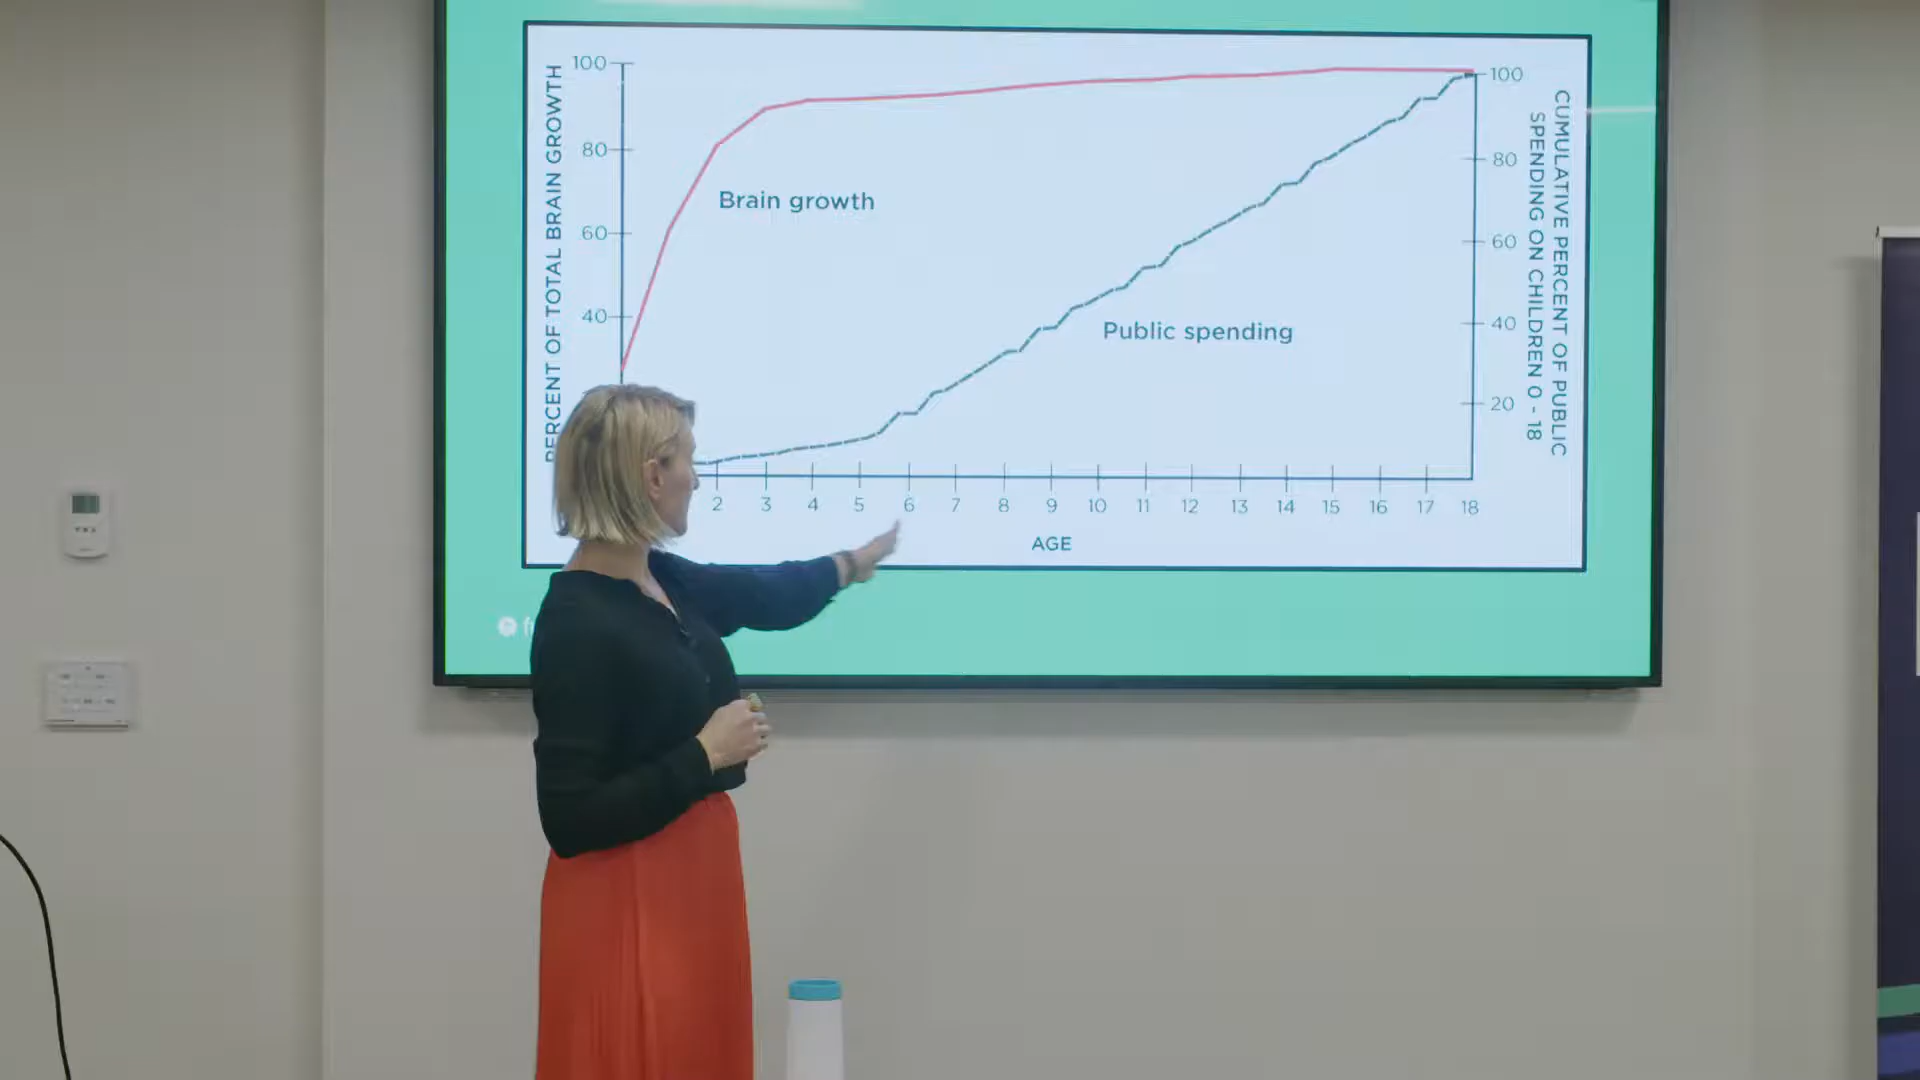 PERCENT OF TOTAL BRAIN GROWTH
100
80
60
40
Brain growth
Public spending
100
80
60
40
20
CUMULATIVE PERCENT OF PUBLIC
SPENDING ON CHILDREN 0 - 18
2 3 4 5 6 7 8 9 10 11 12 13 14 15 16 17 18
AGE